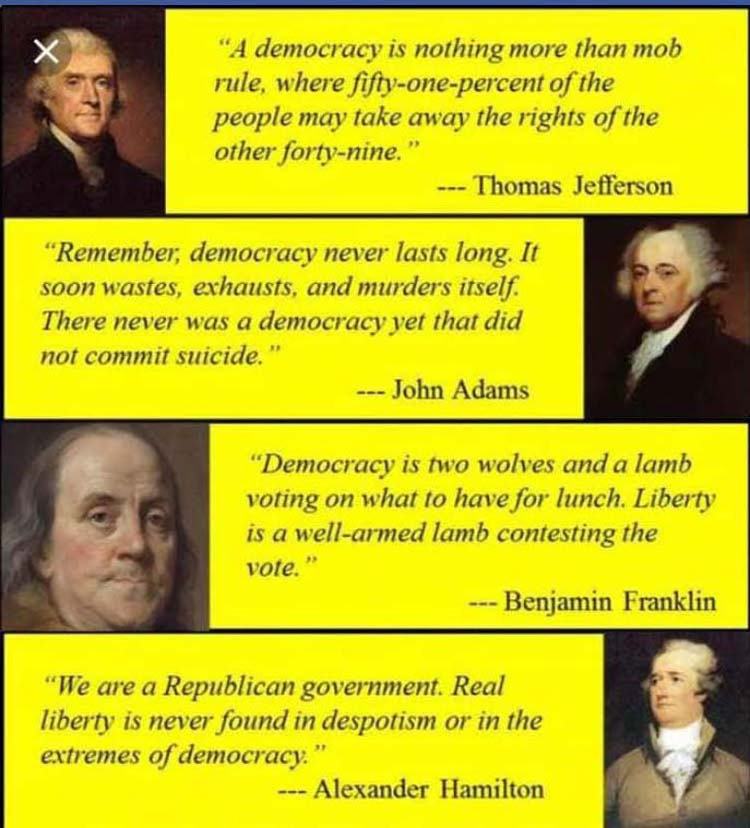 “A democracy is nothing more than mob
rule, where fifty-one-percent of the
people may take away the rights of the
other forty-nine.”
--- Thomas Jefferson
“Remember, democracy never lasts long. It
soon wastes, exhausts, and murders itself.
There never was a democracy yet that did
not commit suicide.”
--- John Adams
“Democracy is two wolves and a lamb
voting on what to have for lunch. Liberty
is a well-armed lamb contesting the
vote.”
--- Benjamin Franklin
“We are a Republican government. Real
liberty is never found in despotism or in the
extremes of democracy.”
--- Alexander Hamilton